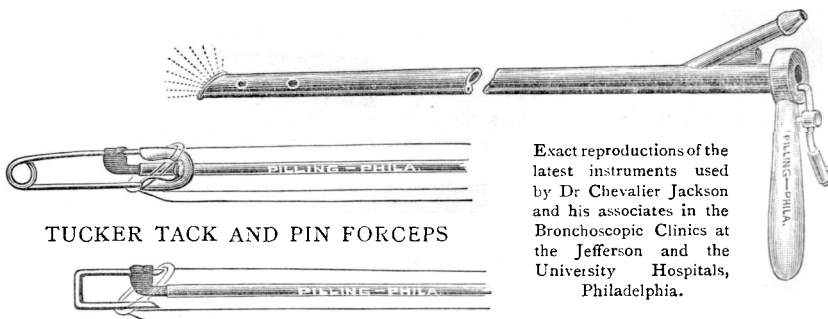 PILLING—PHILA.
PILLING—PHILA.
TUCKER TACK AND PIN FORCEPS
PILLING—PHILA
Exact reproductions of the
latest instruments used
by Dr Chevalier Jackson
and his associates in the
Bronchoscopic Clinics at
the Jefferson and the
University Hospitals,
Philadelphia.